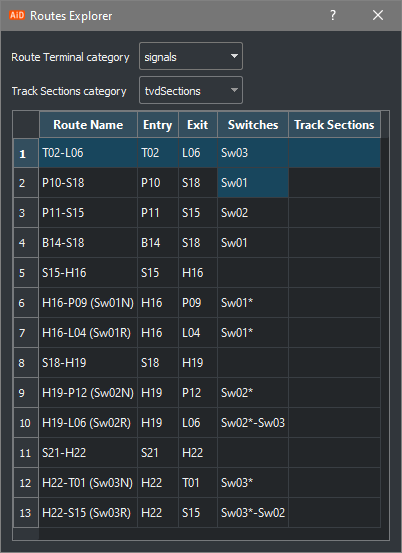 AID Routes Explorer ? ×
Route Terminal category signals
Track Sections category tvdSections
Route Name Entry Exit Switches Track Sections
1 T02-L06 T02 L06 Sw03
2 P10-S18 P10 S18 Sw01
3 P11-S15 P11 S15 Sw02
4 B14-S18 B14 S18 Sw01
5 S15-H16 S15 H16
6 H16-P09 (Sw01N) H16 P09 Sw01*
7 H16-L04 (Sw01R) H16 L04 Sw01*
8 S18-H19 S18 H19
9 H19-P12 (Sw02N) H19 P12 Sw02*
10 H19-L06 (Sw02R) H19 L06 Sw02*-Sw03
11 S21-H22 S21 H22
12 H22-T01 (Sw03N) H22 T01 Sw03*
13 H22-S15 (Sw03R) H22 S15 Sw03*-Sw02